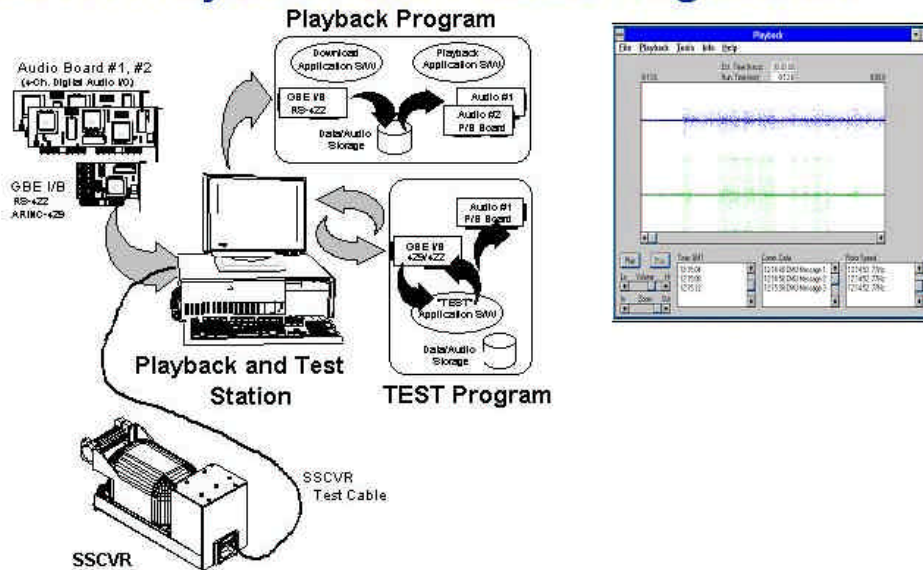 Playback Program
Download
Application S/W
Playback
Application S/W
GBE I/B
RS-422
Audio #1
Audio #2
P/B Board
Data/Audio
Storage
Audio Board #1, #2
(4-Ch. Digital Audio I/O)
GBE I/B
RS-422
ARINC-429
Audio #1
P/B Board
GBE I/B
429/422
"TEST"
Application S/W
Data/Audio
Storage
Playback and Test
Station
TEST Program
SSCVR
Test Cable
SSCVR
Playback
File Playback Tools Info Help
Volume
Zoom